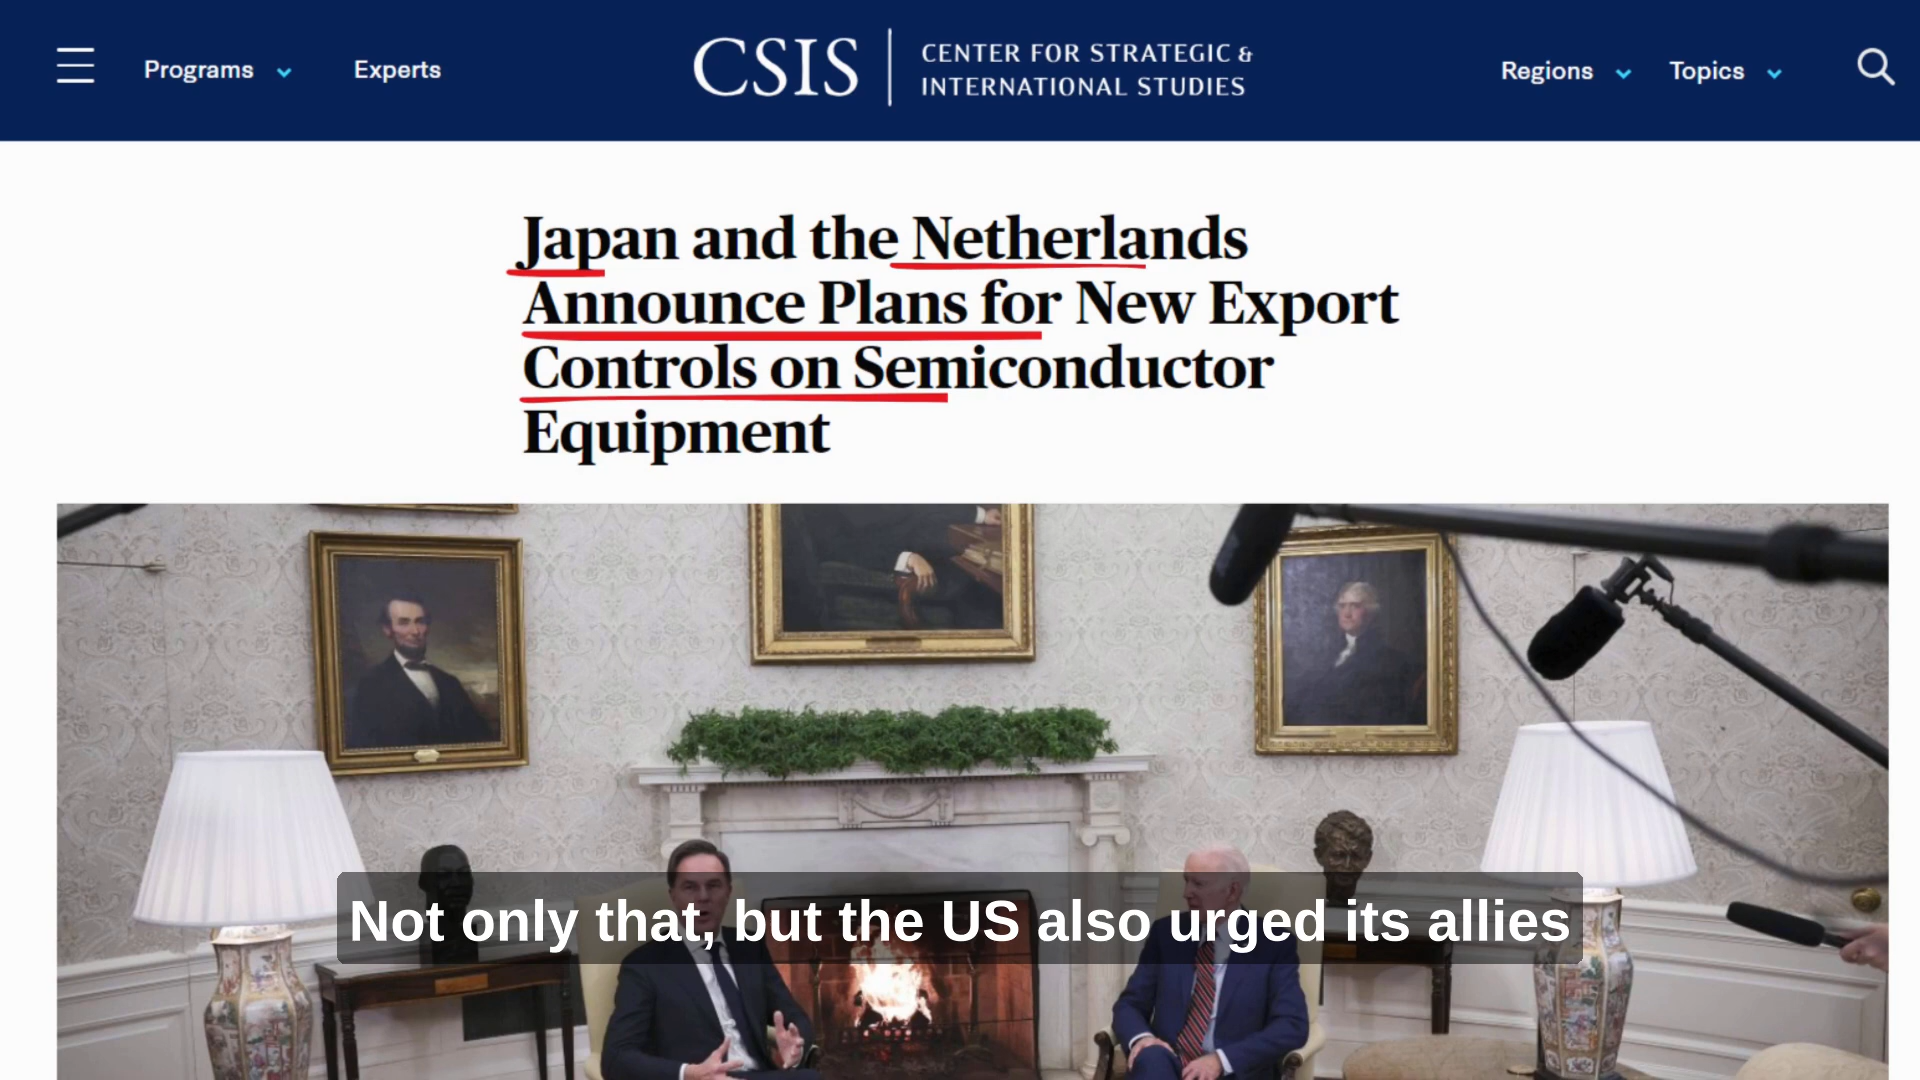 Programs
Experts
CSIS
CENTER FOR STRATEGIC &
INTERNATIONAL STUDIES
Regions
Topics
Japan and the Netherlands
Announce Plans for New Export
Controls on Semiconductor
Equipment
Not only that, but the US also urged its allies